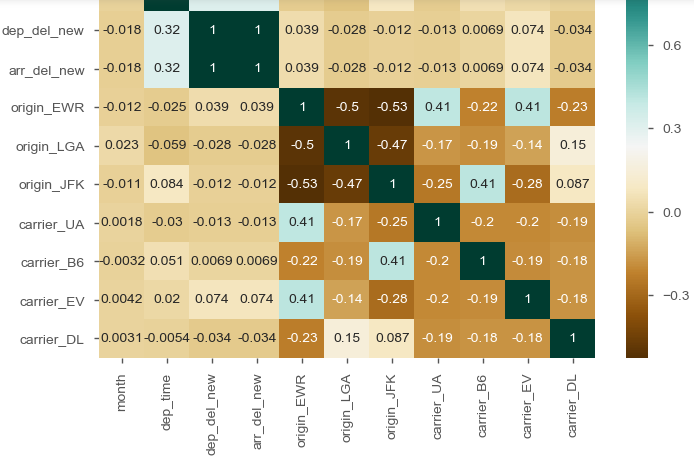 dep_del_new -0.018 0.32 1 1 0.039 -0.028 -0.012 -0.013 0.0069 0.074 -0.034
arr_del_new -0.018 0.32 1 1 0.039 -0.028 -0.012 -0.013 0.0069 0.074 -0.034
origin_EWR -0.012 -0.025 0.039 0.039 1 -0.5 -0.53 0.41 -0.22 0.41 -0.23
origin_LGA 0.023 -0.059 -0.028 -0.028 -0.5 1 -0.47 -0.17 -0.19 -0.14 0.15
origin_JFK -0.011 0.084 -0.012 -0.012 -0.53 -0.47 1 -0.25 0.41 -0.28 0.087
carrier_UA 0.0018 -0.03 -0.013 -0.013 0.41 -0.17 -0.25 1 -0.2 -0.2 -0.19
carrier_B6 -0.0032 0.051 0.0069 0.0069 -0.22 -0.19 0.41 -0.2 1 -0.19 -0.18
carrier_EV 0.0042 0.02 0.074 0.074 0.41 -0.14 -0.28 -0.2 -0.19 1 -0.18
carrier_DL 0.0031 -0.0054 -0.034 -0.034 -0.23 0.15 0.087 -0.19 -0.18 -0.18 1
month dep_time dep_del_new arr_del_new origin_EWR origin_LGA origin_JFK carrier_UA carrier_B6 carrier_EV carrier_DL
0.6
0.3
0.0
−0.3